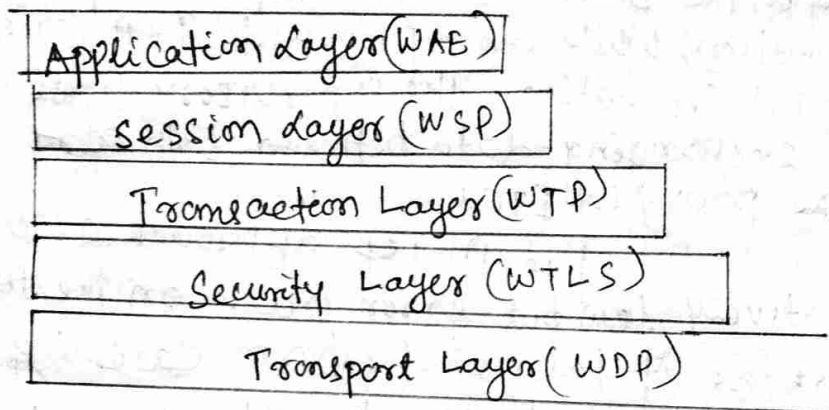 Application Layer (WAE)
Session Layer (WSP)
Transaction Layer (WTP)
Security Layer (WTLS)
Transport Layer (WDP)